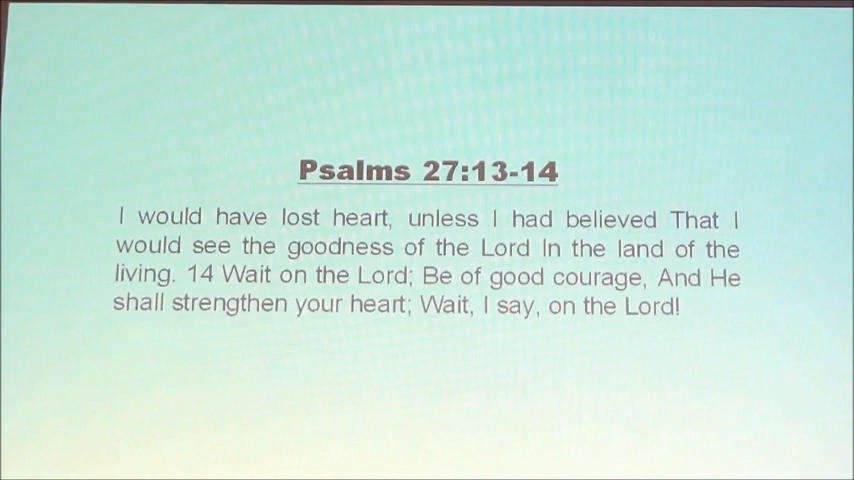 Psalms 27:13-14
I would have lost heart, unless I had believed That I
would see the goodness of the Lord In the land of the
living. 14 Wait on the Lord; Be of good courage, And He
shall strengthen your heart; Wait, I say, on the Lord!